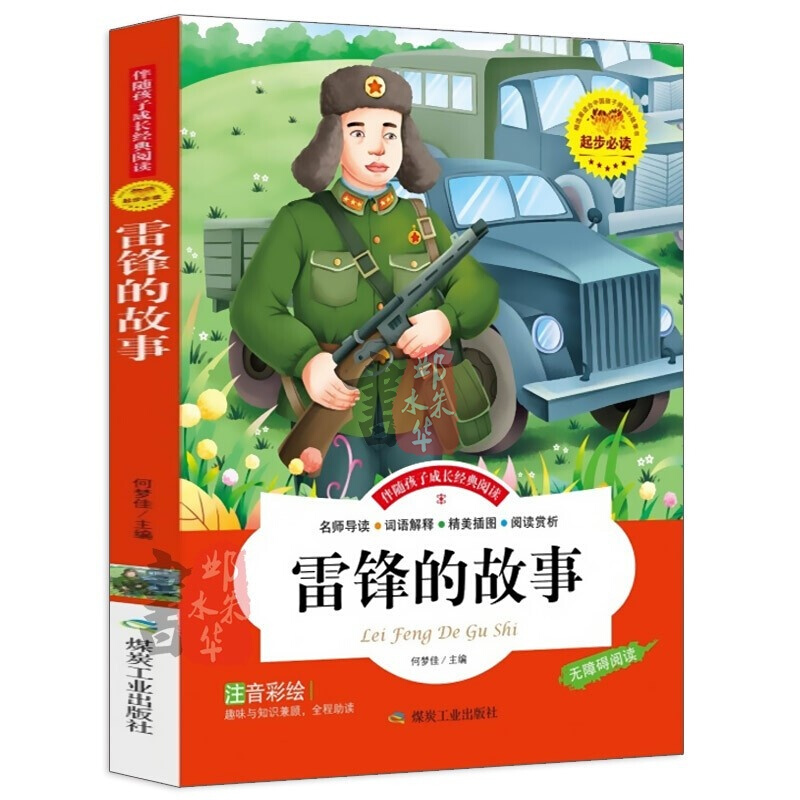 伴随孩子成长经典阅读
起步必读
雷锋的故事
何梦佳/主编
煤炭工业出版社
起步必读
伴随孩子成长经典阅读
名师导读●词语解释●精美插图●阅读赏析
雷锋的故事
Lei Feng De Gu Shi
何梦佳/主编
无障碍阅读
注音彩绘
趣味与知识兼顾，全程助读
煤炭工业出版社